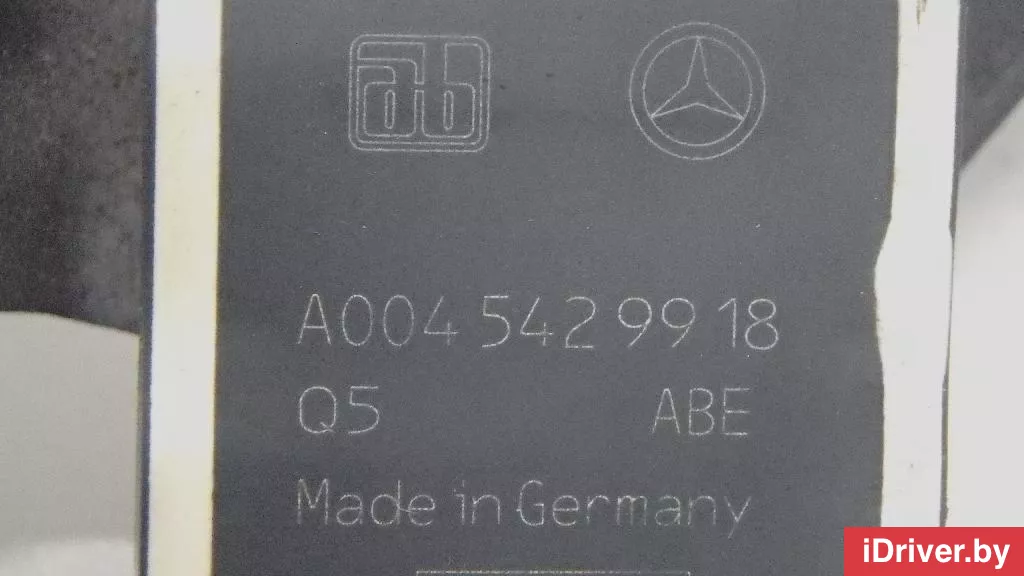 ab
A004 542 99 18
Q5 ABE
Made in Germany
iDriver.by